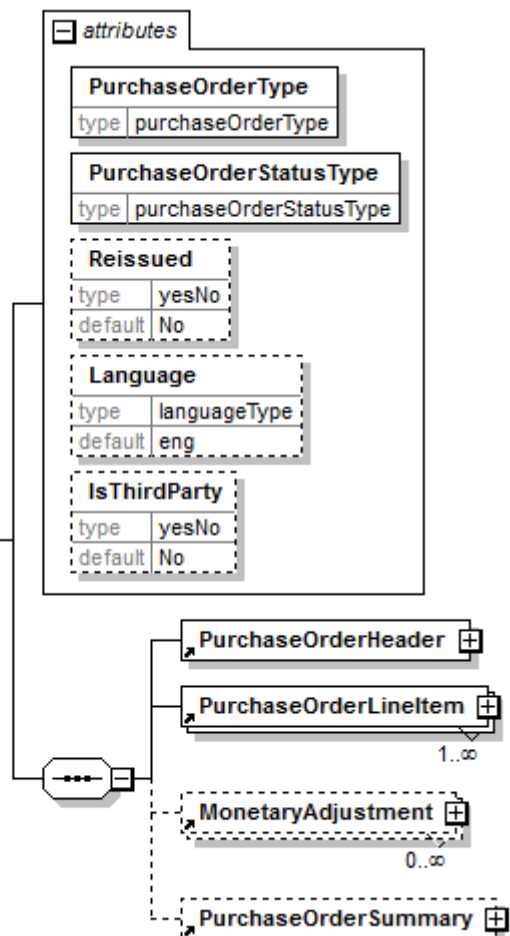 attributes
PurchaseOrderType
type purchaseOrderType
PurchaseOrderStatusType
type purchaseOrderStatusType
Reissued
type yesNo
default No
Language
type languageType
default eng
IsThirdParty
type yesNo
default No
PurchaseOrderHeader
PurchaseOrderLineItem
1..∞
MonetaryAdjustment
0..∞
PurchaseOrderSummary